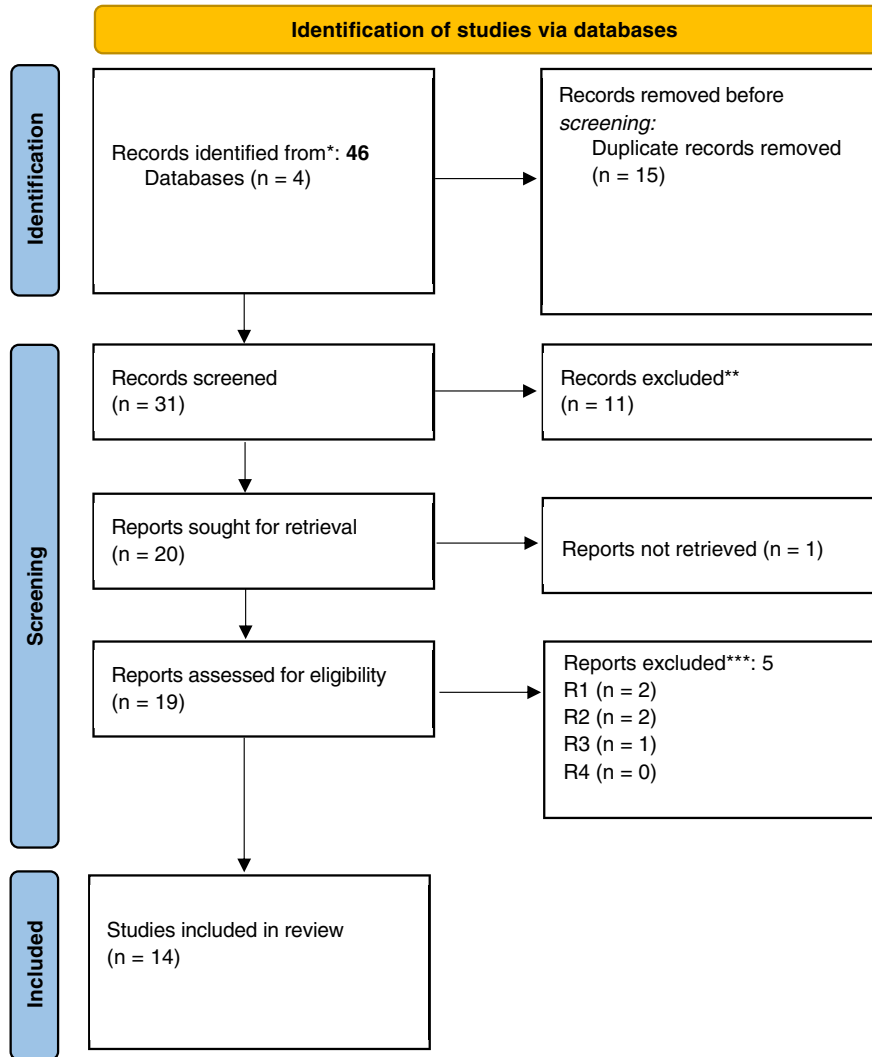 Identification of studies via databases
Identification
Records identified from*: 46
Databases (n = 4)
Records removed before
screening:
Duplicate records removed
(n = 15)
Screening
Records screened
(n = 31)
Records excluded**
(n = 11)
Reports sought for retrieval
(n = 20)
Reports not retrieved (n = 1)
Reports assessed for eligibility
(n = 19)
Reports excluded***: 5
R1 (n = 2)
R2 (n = 2)
R3 (n = 1)
R4 (n = 0)
Included
Studies included in review
(n = 14)